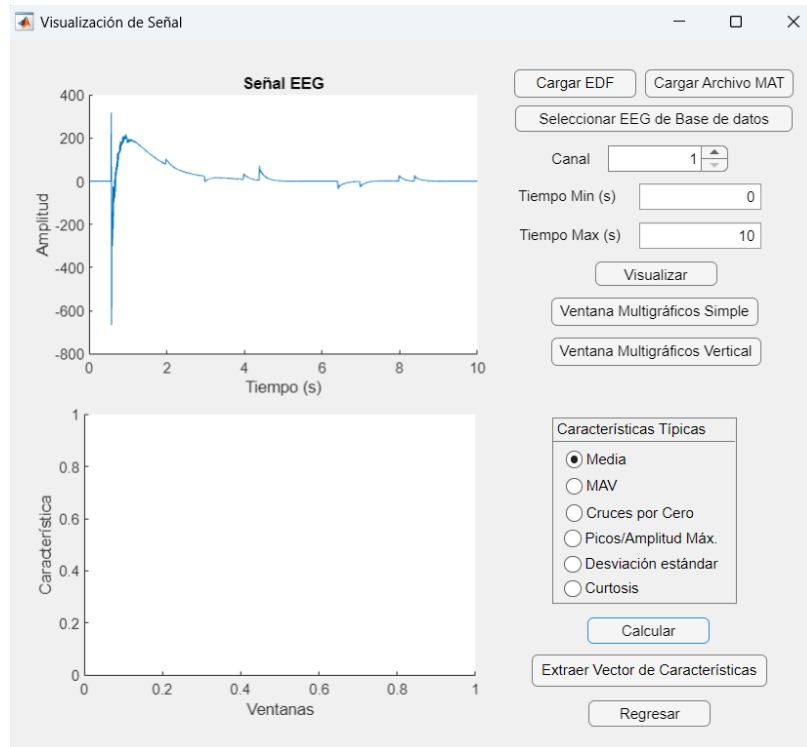 Visualización de Señal
Señal EEG
400
200
0
-200
-400
-600
-800
Amplitud
0
2
4
6
8
10
Tiempo (s)
Cargar EDF
Cargar Archivo MAT
Seleccionar EEG de Base de datos
Canal
1
Tiempo Min (s)
0
Tiempo Max (s)
10
Visualizar
Ventana Multigráficos Simple
Ventana Multigráficos Vertical
1
0.8
0.6
0.4
0.2
0
Característica
0
0.2
0.4
0.6
0.8
1
Ventanas
Características Típicas
Media
MAV
Cruces por Cero
Picos/Amplitud Máx.
Desviación estándar
Curtosis
Calcular
Extraer Vector de Características
Regresar